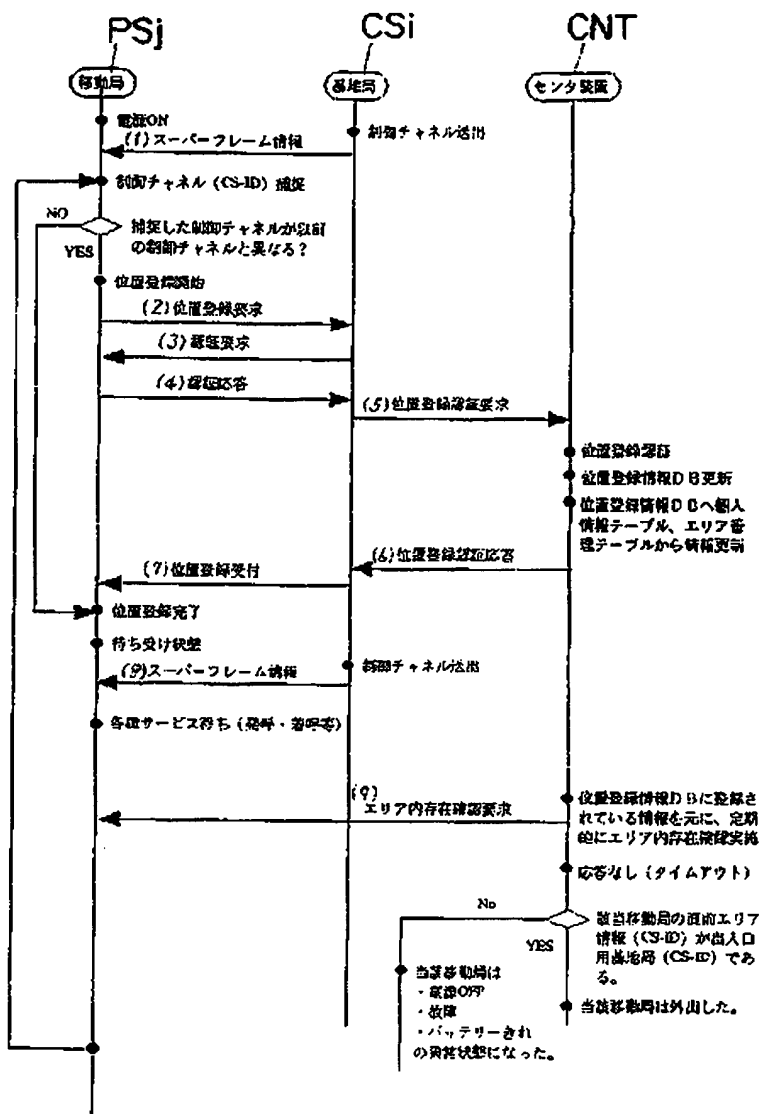 PSj
CSi
CNT
移動局
基地局
センタ装置
電源ON
制御チャネル送出
(1)スーパーフレーム情報
制御チャネル(CS-ID)捕捉
NO
捕捉した制御チャネルが以前
の制御チャネルと異なる?
YES
位置登録開始
(2)位置登録要求
(3)認証要求
(4)認証応答
(5)位置登録認証要求
位置登録認証
位置登録情報DB更新
位置登録情報DBへ個人
情報テーブル、エリア管
理テーブルから情報更新
(6)位置登録認証応答
(7)位置登録受付
位置登録完了
待ち受け状態
制御チャネル送出
(8)スーパーフレーム情報
各種サービス待ち(発呼・着呼等)
(9)
エリア内存在確認要求
位置登録情報DBに登録さ
れている情報を元に、定期
的にエリア内存在確認実施
応答なし(タイムアウト)
No
該当移動局の直前エリア
情報(CS-ID)が出入口
用基地局(CS-ID)であ
る。
YES
当該移動局は
・電源OFF
・故障
・バッテリーきれ
の異常状態になった。
当該移動局は外出した。